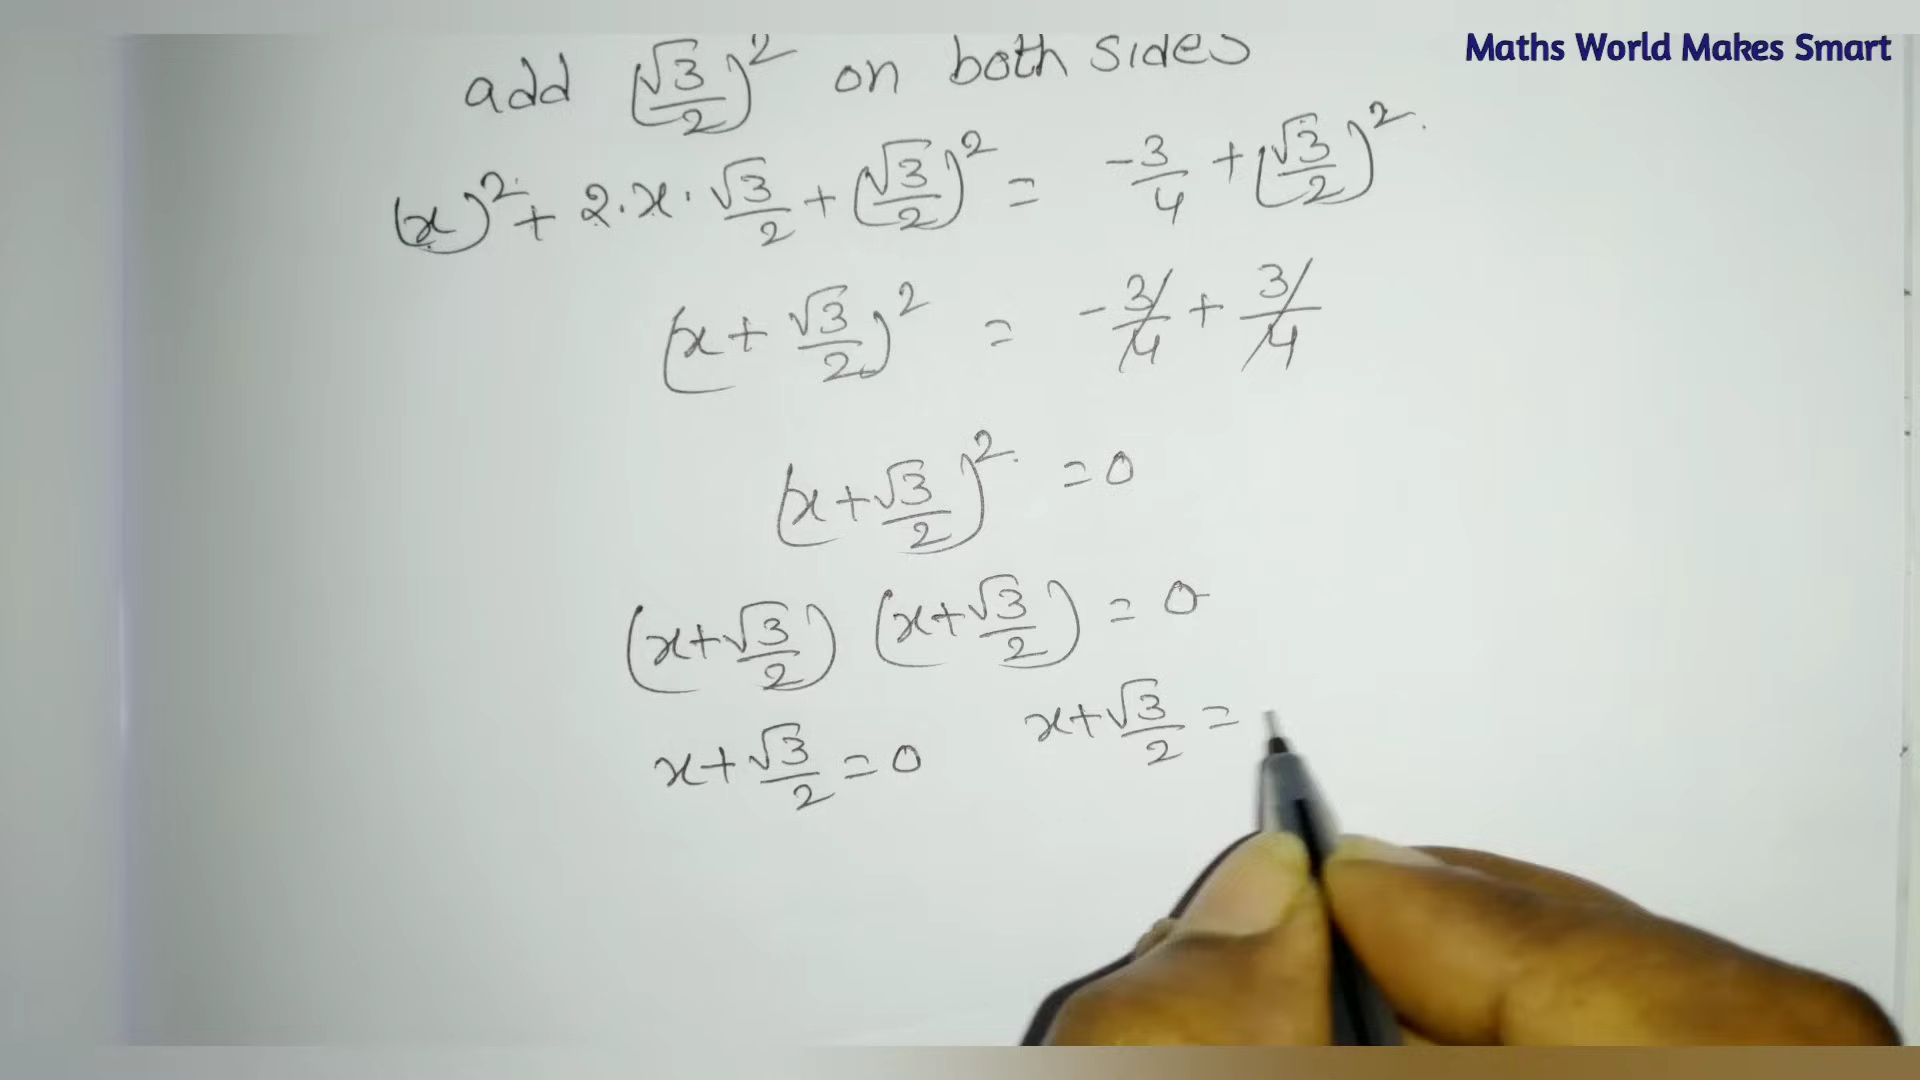 Maths World Makes Smart
add (√3/2)² on both sides
(x)² + 2·x·√3/2 + (√3/2)² = -3/4 + (√3/2)²
(x + √3/2)² = -3/4 + 3/4
(x + √3/2)² = 0
(x + √3/2) (x + √3/2) = 0
x + √3/2 = 0 x + √3/2 =